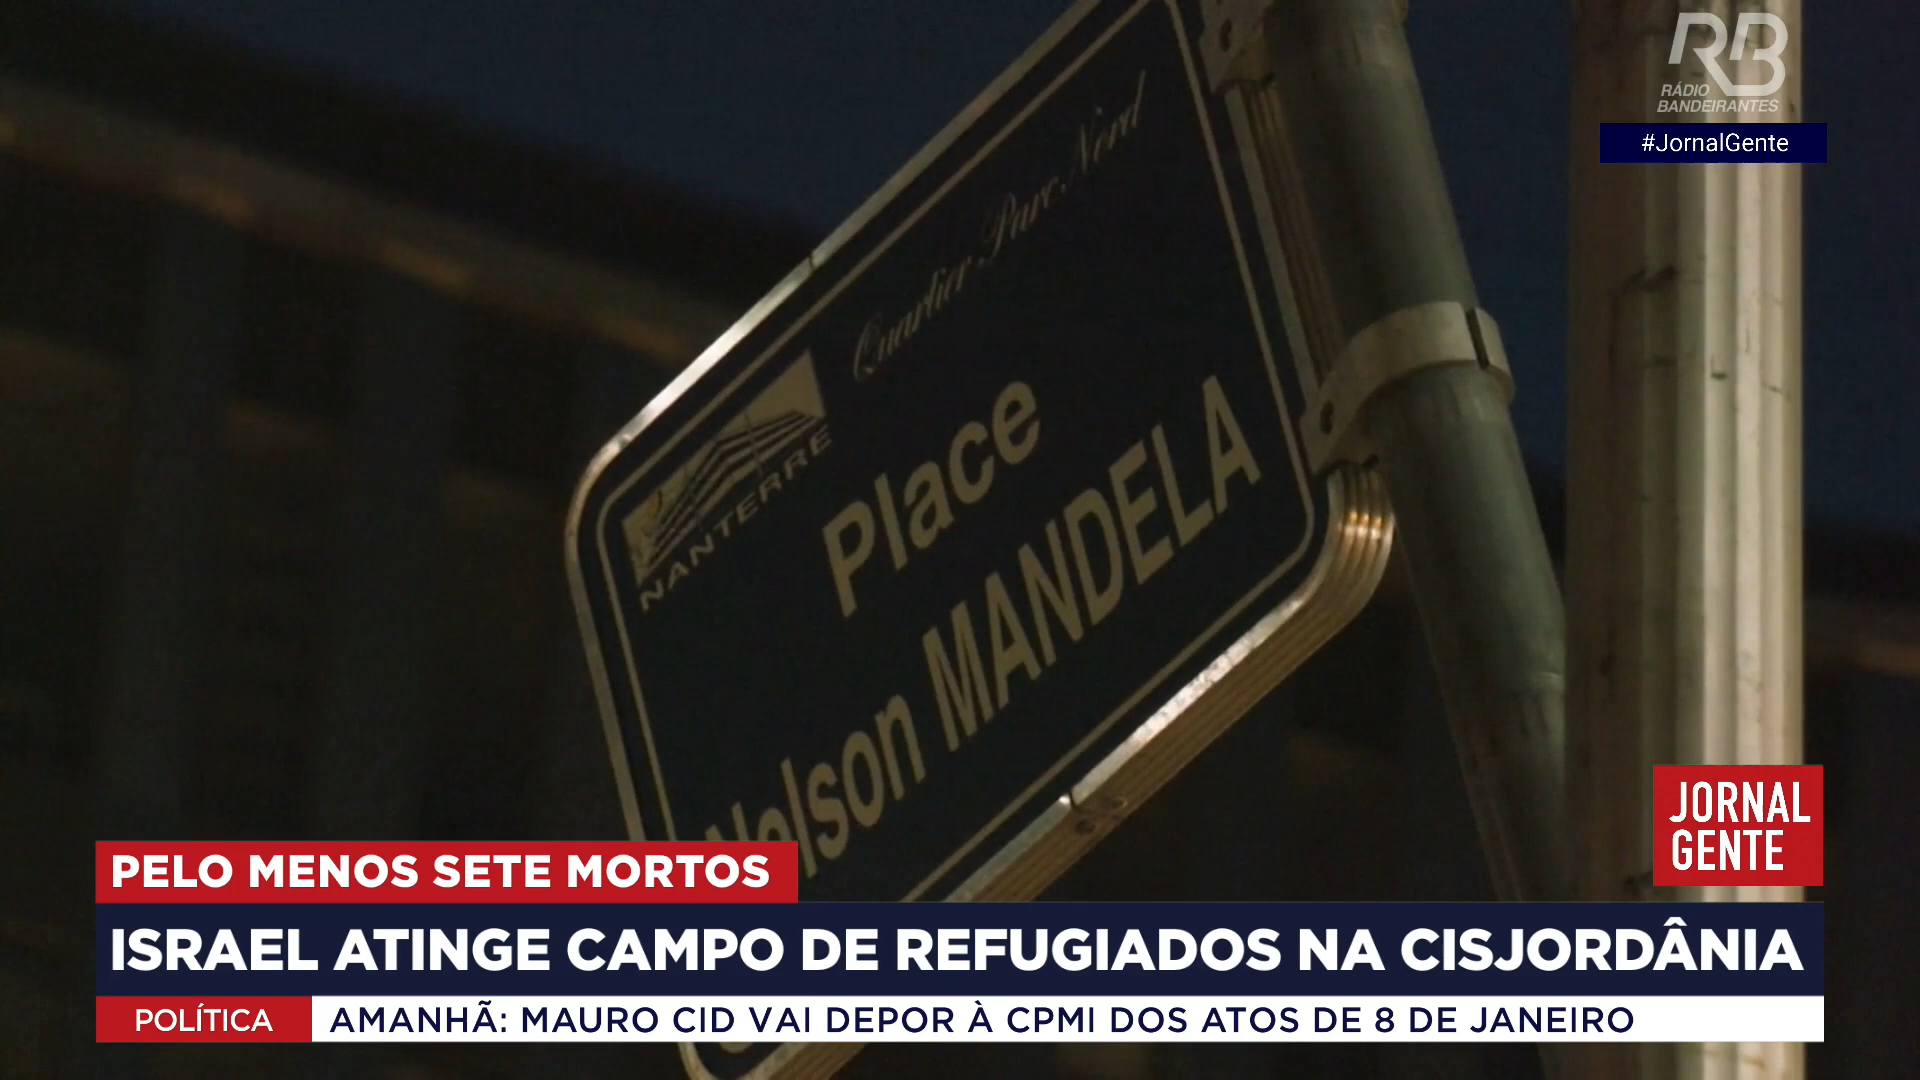 RB
RÁDIO
BANDEIRANTES
#JornalGente
Quartier Parc Nord
NANTERRE
Place
Nelson MANDELA
JORNAL
GENTE
PELO MENOS SETE MORTOS
ISRAEL ATINGE CAMPO DE REFUGIADOS NA CISJORDÂNIA
POLÍTICA AMANHÃ: MAURO CID VAI DEPOR À CPMI DOS ATOS DE 8 DE JANEIRO